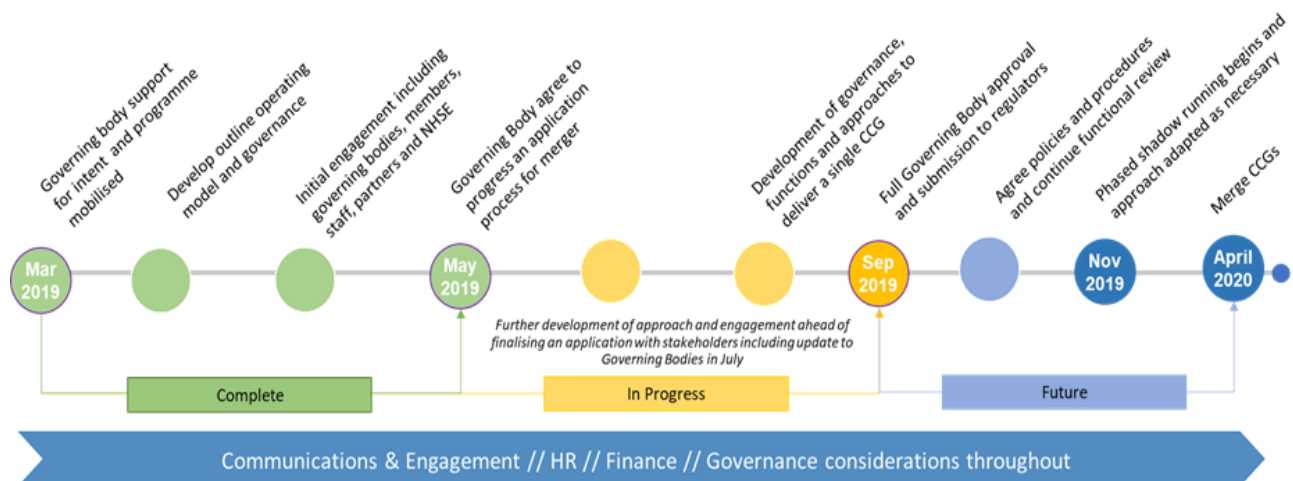 Governing body support
for intent and programme
mobilised
Develop outline operating
model and governance
Initial engagement including
governing bodies, members,
staff, partners and NHSE
Governing Body agree to
progress an application
process for merger
Development of governance,
functions and approaches to
deliver a single CCG
Full Governing Body approval
and submission to regulators
Agree policies and procedures
and continue functional review
Phased shadow running begins and
approach adapted as necessary
Merge CCGs
Mar
2019
May
2019
Sep
2019
Nov
2019
April
2020
Further development of approach and engagement ahead of
finalising an application with stakeholders including update to
Governing Bodies in July
Complete
In Progress
Future
Communications & Engagement // HR // Finance // Governance considerations throughout